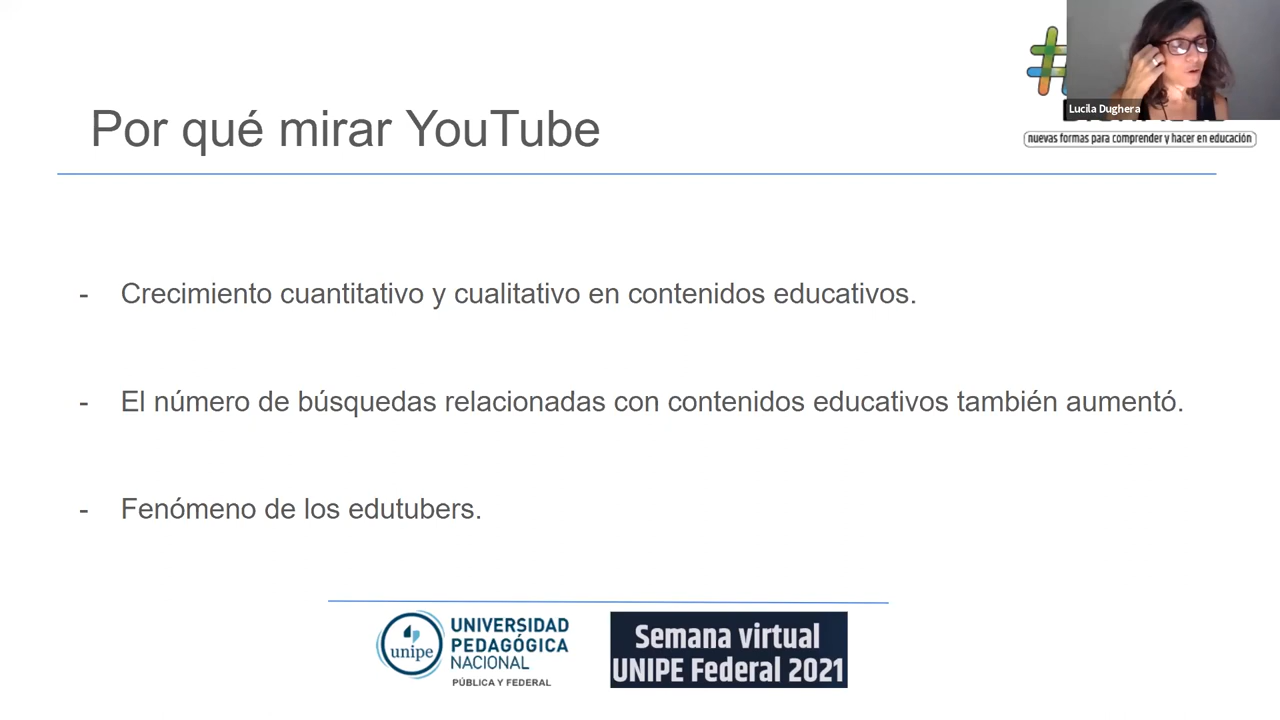 Lucila Dughera
nuevas formas para comprender y hacer en educación
Por qué mirar YouTube
- Crecimiento cuantitativo y cualitativo en contenidos educativos.
- El número de búsquedas relacionadas con contenidos educativos también aumentó.
- Fenómeno de los edutubers.
unipe
UNIVERSIDAD
PEDAGÓGICA
NACIONAL
PÚBLICA Y FEDERAL
Semana virtual
UNIPE Federal 2021